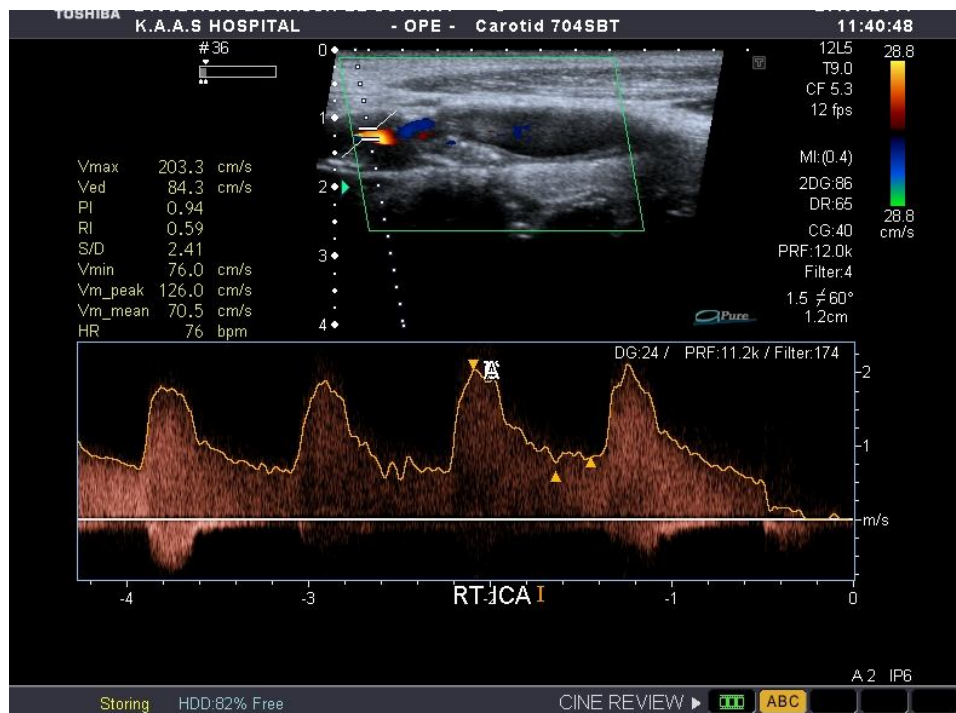 TOSHIBA
K.A.A.S HOSPITAL - OPE - Carotid 704SBT 11:40:48
#36
0
1
2
3
4
12L5
T9.0
CF 5.3
12 fps
MI:(0.4)
2DG:86
DR:65
CG:40
PRF:12.0k
Filter:4
1.5 60°
1.2cm
28.8
28.8
cm/s
T
Vmax 203.3 cm/s
Ved 84.3 cm/s
PI 0.94
RI 0.59
S/D 2.41
Vmin 76.0 cm/s
Vm_peak 126.0 cm/s
Vm_mean 70.5 cm/s
HR 76 bpm
APure
DG:24 / PRF:11.2k / Filter:174
2
1
m/s
-4 -3 -1 0
RT ICA
A 2 IP6
Storing HDD:82% Free CINE REVIEW ABC